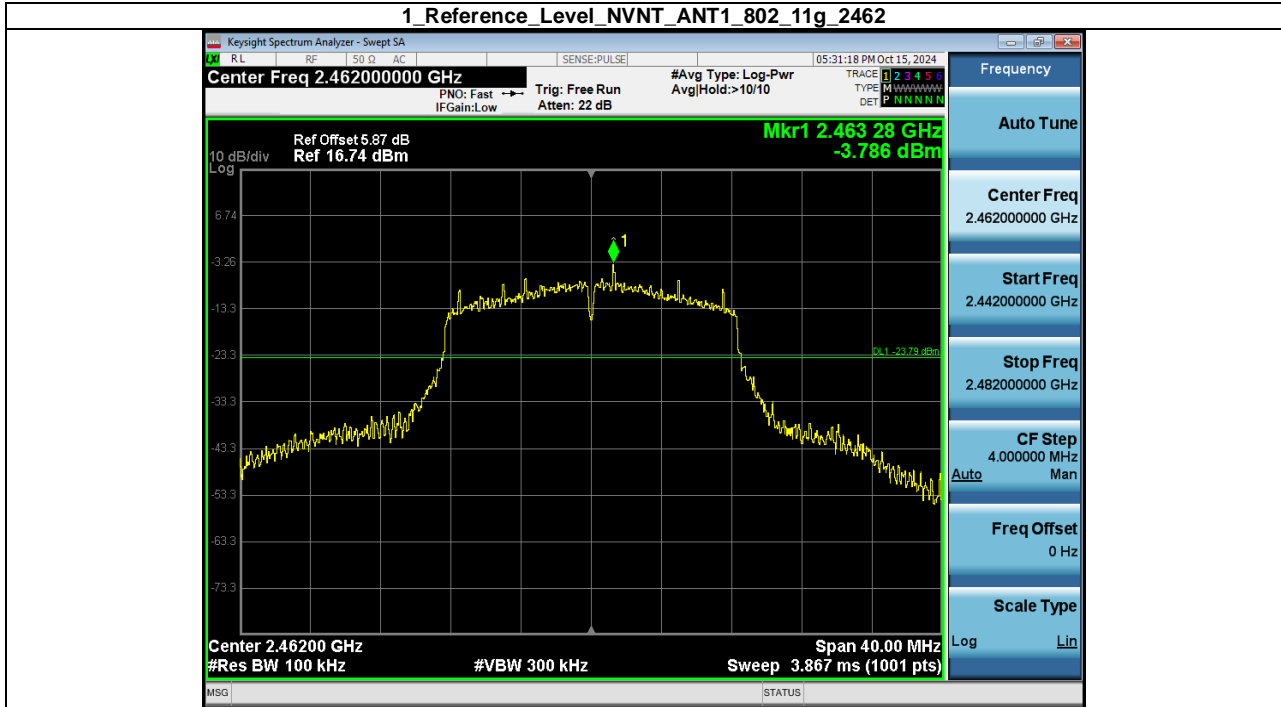 1_Reference_Level_NVNT_ANT1_802_11g_2462
Keysight Spectrum Analyzer - Swept SA
LXI RL RF 50 Ω AC SENSE:PULSE 05:31:18 PM Oct 15, 2024
Center Freq 2.462000000 GHz
PNO: Fast
IFGain:Low
Trig: Free Run
Atten: 22 dB
#Avg Type: Log-Pwr
Avg|Hold:>10/10
TRACE 1 2 3 4 5 6
TYPE M WWWWW
DET P N N N N N
Frequency
Auto Tune
Center Freq
2.462000000 GHz
Start Freq
2.442000000 GHz
Stop Freq
2.482000000 GHz
CF Step
4.000000 MHz
Auto Man
Freq Offset
0 Hz
Scale Type
Log Lin
Mkr1 2.463 28 GHz
-3.786 dBm
Ref Offset 5.87 dB
10 dB/div Ref 16.74 dBm
Log
6.74
1
-3.26
-13.3
-23.3
DL1 -23.79 dBm
-33.3
-43.3
-53.3
-63.3
-73.3
Center 2.46200 GHz Span 40.00 MHz
#Res BW 100 kHz #VBW 300 kHz Sweep 3.867 ms (1001 pts)
MSG STATUS